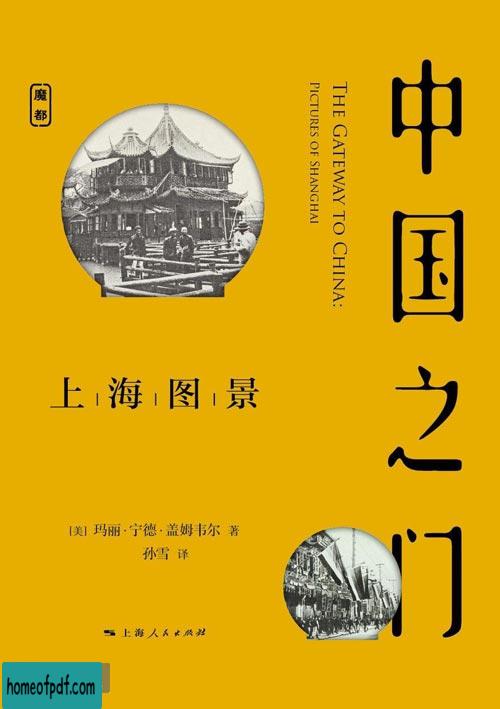 魔都
中国之门
THE GATEWAY TO CHINA:
PICTURES OF SHANGHAI
上海图景
[美] 玛丽·宁德·盖姆韦尔 著
孙雪 译
上海人民出版社
homeofpdf.com